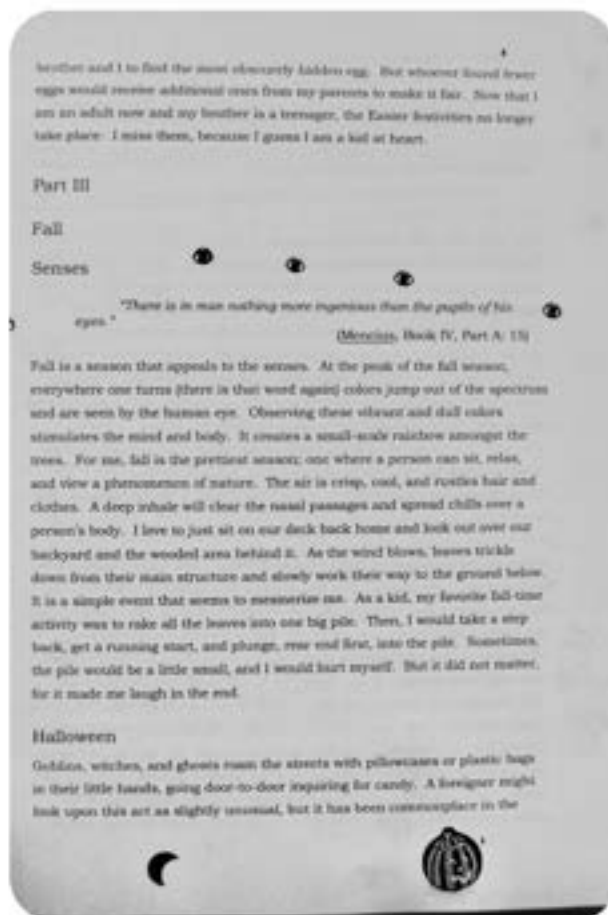 brother and I to find the most obscurely hidden egg. But whoever found fewer
eggs would receive additional ones from my parents to make it fair. Now that I
am an adult now and my brother is a teenager, the Easter festivities no longer
take place. I miss them, because I guess I am a kid at heart.
Part III
Fall
Senses
"There is in man nothing more ingenious than the pupils of his
eyes."
(Mencius, Book IV, Part A: 15)
Fall is a season that appeals to the senses. At the peak of the fall season,
everywhere one turns (there is that word again) colors jump out of the spectrum
and are seen by the human eye. Observing these vibrant and dull colors
stimulates the mind and body. It creates a small-scale rainbow amongst the
trees. For me, fall is the prettiest season; one where a person can sit, relax,
and view a phenomenon of nature. The air is crisp, cool, and rustles hair and
clothes. A deep inhale will clear the nasal passages and spread chills over a
person's body. I love to just sit on our deck back home and look out over our
backyard and the wooded area behind it. As the wind blows, leaves trickle
down from their main structure and slowly work their way to the ground below.
It is a simple event that seems to mesmerize me. As a kid, my favorite fall-time
activity was to rake all the leaves into one big pile. Then, I would take a step
back, get a running start, and plunge, rear end first, into the pile. Sometimes,
the pile would be a little small, and I would hurt myself. But it did not matter,
for it made me laugh in the end.
Halloween
Goblins, witches, and ghosts roam the streets with pillowcases or plastic bags
in their little hands, going door-to-door inquiring for candy. A foreigner might
look upon this act as slightly unusual, but it has been commonplace in the